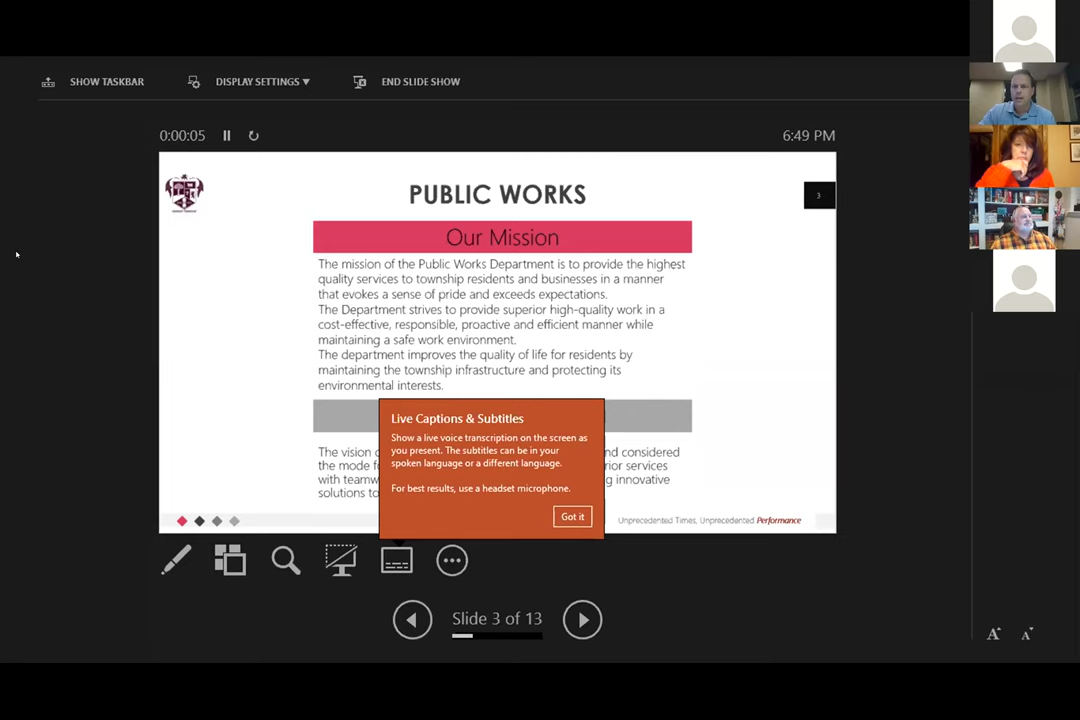 SHOW TASKBAR DISPLAY SETTINGS END SLIDE SHOW
0:00:05 6:49 PM
PUBLIC WORKS
3
Our Mission
The mission of the Public Works Department is to provide the highest
quality services to township residents and businesses in a manner
that evokes a sense of pride and exceeds expectations.
The Department strives to provide superior high-quality work in a
cost-effective, responsible, proactive and efficient manner while
maintaining a safe work environment.
The department improves the quality of life for residents by
maintaining the township infrastructure and protecting its
environmental interests.
Live Captions & Subtitles
Show a live voice transcription on the screen as
you present. The subtitles can be in your
spoken language or a different language.
For best results, use a headset microphone.
Got it
The vision nd considered
the mode services
with innovative
solutions
Unprecedented Times, Unprecedented Performance
Slide 3 of 13
A A